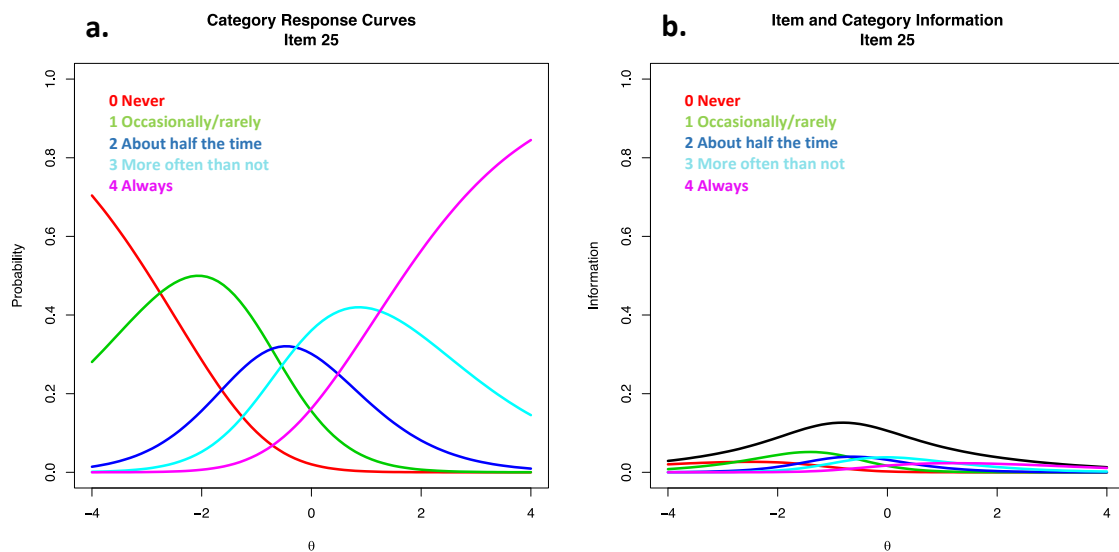 a.
Category Response Curves
Item 25
0 Never
1 Occasionally/rarely
2 About half the time
3 More often than not
4 Always
Probability
0.0
0.2
0.4
0.6
0.8
1.0
−4
−2
0
2
4
θ
b.
Item and Category Information
Item 25
0 Never
1 Occasionally/rarely
2 About half the time
3 More often than not
4 Always
Information
0.0
0.2
0.4
0.6
0.8
1.0
−4
−2
0
2
4
θ